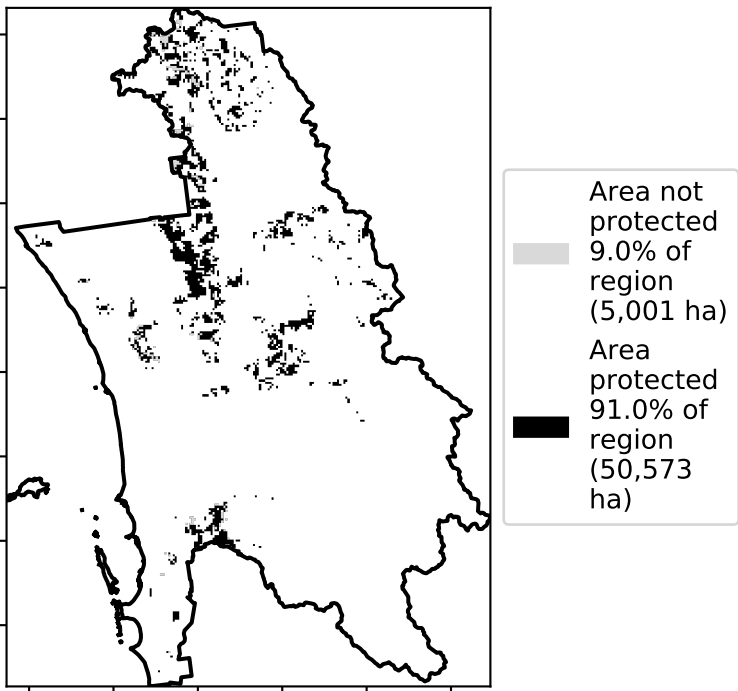 Area not
protected
9.0% of
region
(5,001 ha)
Area
protected
91.0% of
region
(50,573
ha)